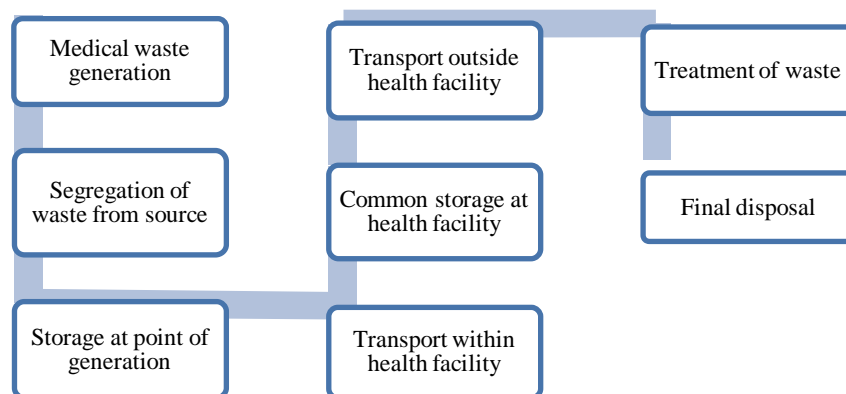 Medical waste
generation
Segregation of
waste from source
Storage at point of
generation
Transport within
health facility
Common storage at
health facility
Transport outside
health facility
Treatment of waste
Final disposal